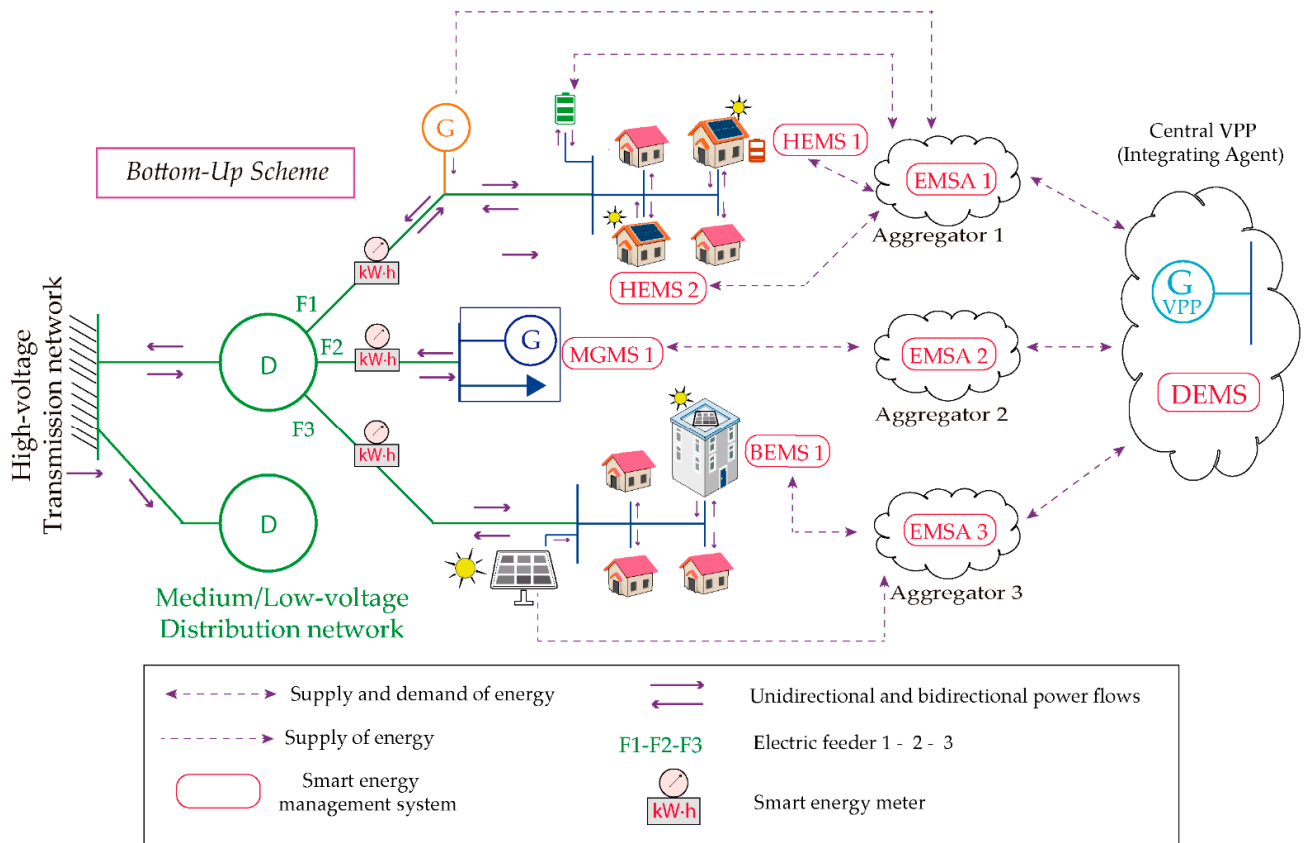 G
HEMS 1
Central VPP
(Integrating Agent)
Bottom-Up Scheme
EMSA 1
Aggregator 1
kW·h
HEMS 2
G
VPP
F1
F2
kW·h
G
MGMS 1
EMSA 2
Aggregator 2
D
DEMS
F3
kW·h
BEMS 1
High-voltage
Transmission network
D
EMSA 3
Aggregator 3
Medium/Low-voltage
Distribution network
Supply and demand of energy
Unidirectional and bidirectional power flows
Supply of energy
F1-F2-F3
Electric feeder 1 - 2 - 3
Smart energy
management system
kW·h
Smart energy meter